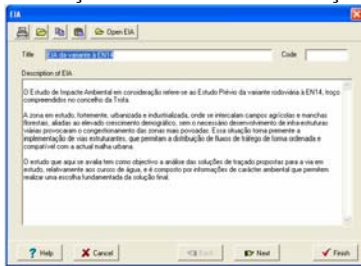 EIA
Open EIA
Title EIA da variante à EN14 Code
Description of EIA
O Estudo de Impacte Ambiental em consideração refere-se ao Estudo Prévio da variante rodoviária à EN14, troço
compreendidos no concelho da Trofa.
A zona em estudo, fortemente, urbanizada e industrializada, onde se intercalam campos agrícolas e manchas
florestais, aliadas ao elevado crescimento demográfico, sem o necessário desenvolvimento de infra-estruturas
viárias provocaram o congestionamento das zonas mais povoadas. Essa situação torna premente a
implementação de vias estruturantes, que permitam a distribuição de fluxos de tráfego de forma ordenada e
compatível com a actual malha urbana.
O estudo que aqui se avalia tem como objectivo a análise das soluções de traçado propostas para a via em
estudo, relativamente aos cursos de água, e é composto por informações de carácter ambiental que permitem
realizar uma escolha fundamentada da solução final.
Help Cancel Back Next Finish